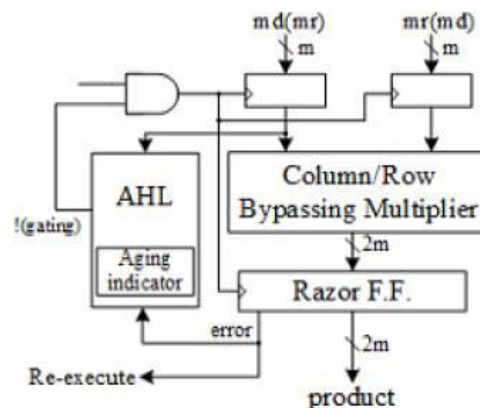 md(mr)
mr(md)
m
m
AHL
Column/Row
Bypassing Multiplier
!(gating)
Aging
indicator
2m
Razor F.F.
error
2m
Re-execute
product